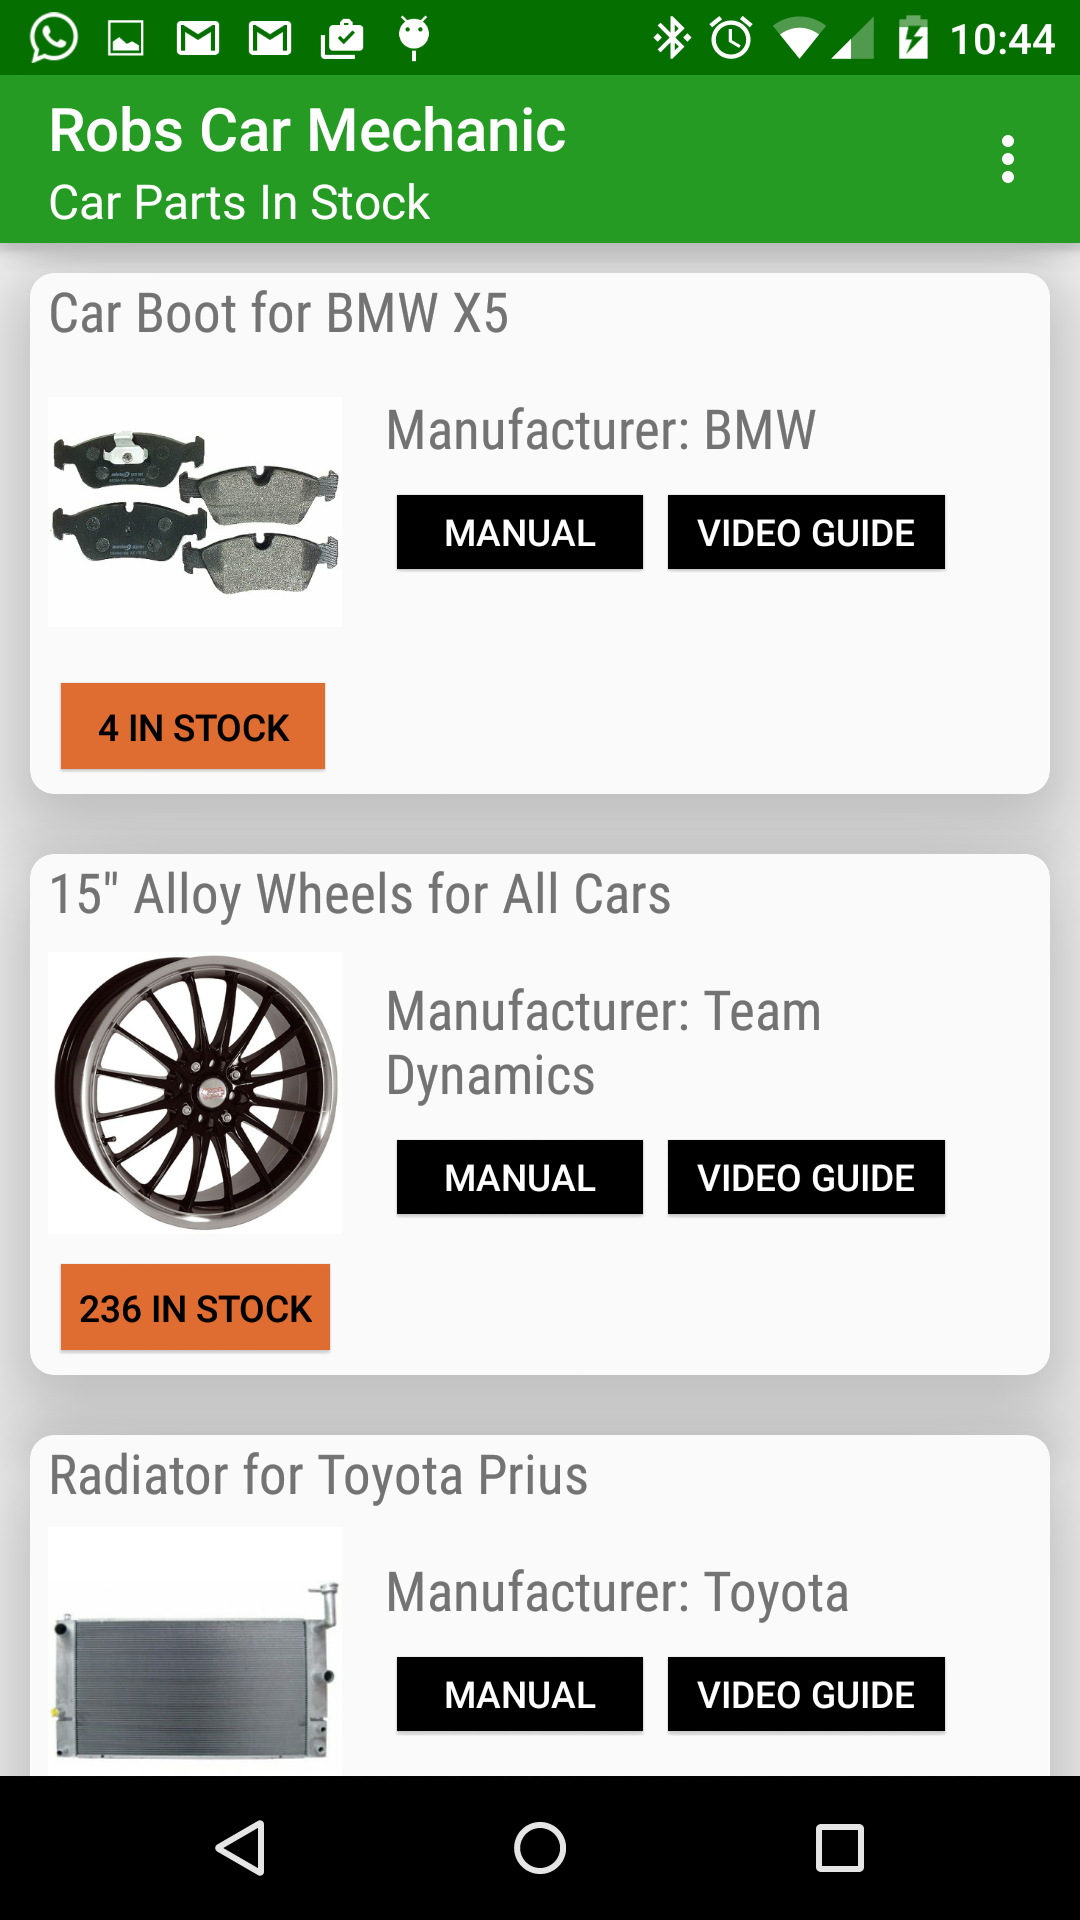 10:44
Robs Car Mechanic
Car Parts In Stock
Car Boot for BMW X5
Manufacturer: BMW
MANUAL
VIDEO GUIDE
4 IN STOCK
15" Alloy Wheels for All Cars
Manufacturer: Team
Dynamics
MANUAL
VIDEO GUIDE
236 IN STOCK
Radiator for Toyota Prius
Manufacturer: Toyota
MANUAL
VIDEO GUIDE